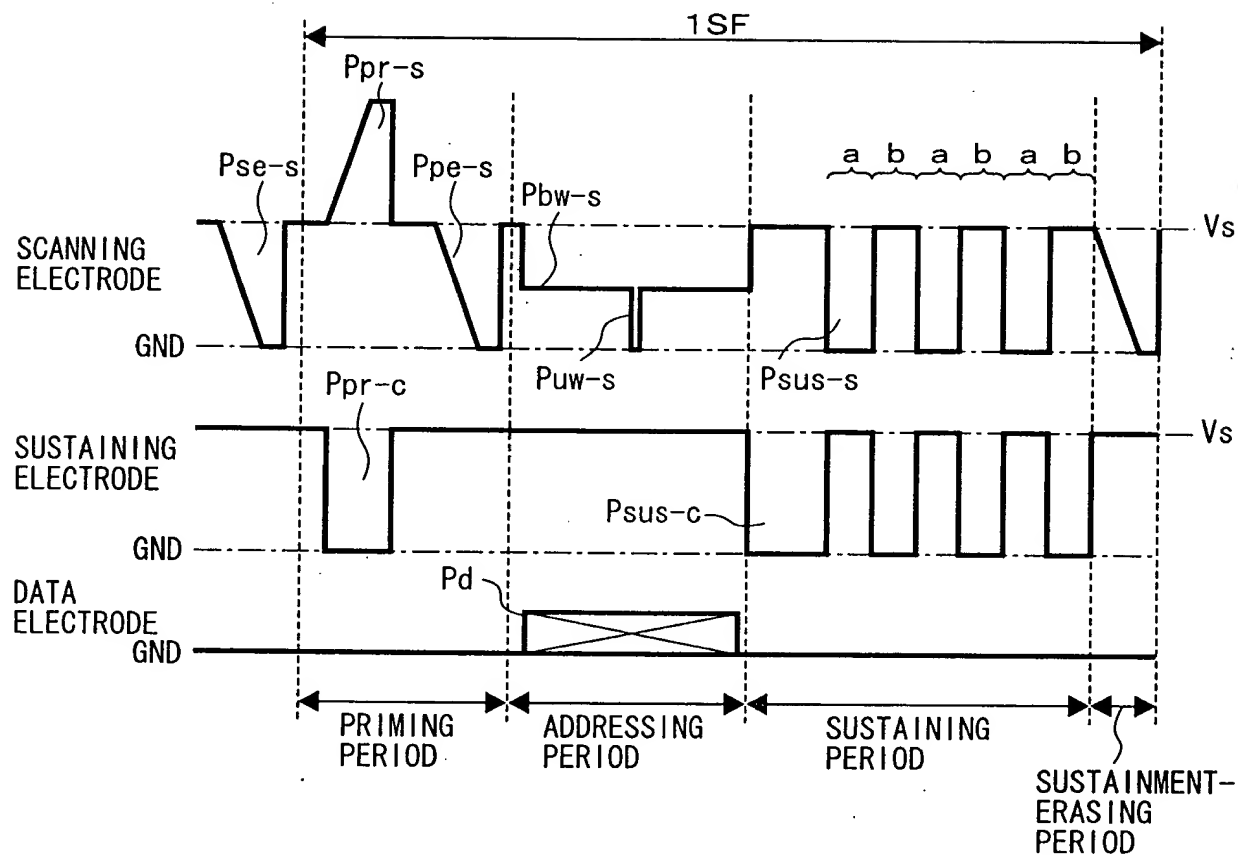 1SF
Ppr-s
Pse-s
Ppe-s
Pbw-s
a b a b a b
Vs
SCANNING
ELECTRODE
GND
Puw-s
Psus-s
Ppr-c
Vs
SUSTAINING
ELECTRODE
Psus-c
GND
Pd
DATA
ELECTRODE
GND
PRIMING
PERIOD
ADDRESSING
PERIOD
SUSTAINING
PERIOD
SUSTAINMENT-
ERASING
PERIOD